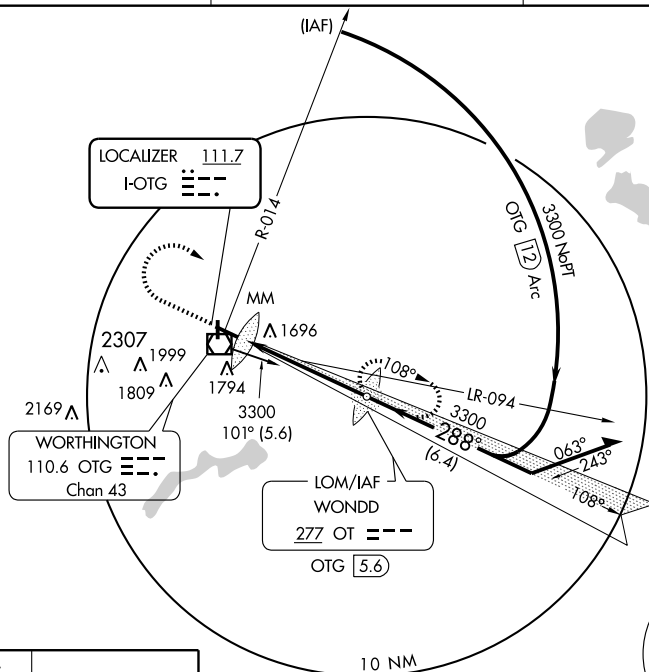 (IAF)
LOCALIZER 111.7
I-OTG
R-014
3300 NoPT
OTG 12 Arc
MM
1696
2307
1999
1809
1794
2169
108°
LR-094
3300
3300
101° (5.6)
288°
(6.4)
063°
243°
108°
WORTHINGTON
110.6 OTG
Chan 43
LOM/IAF
WONDD
277 OT
OTG 5.6
10 NM